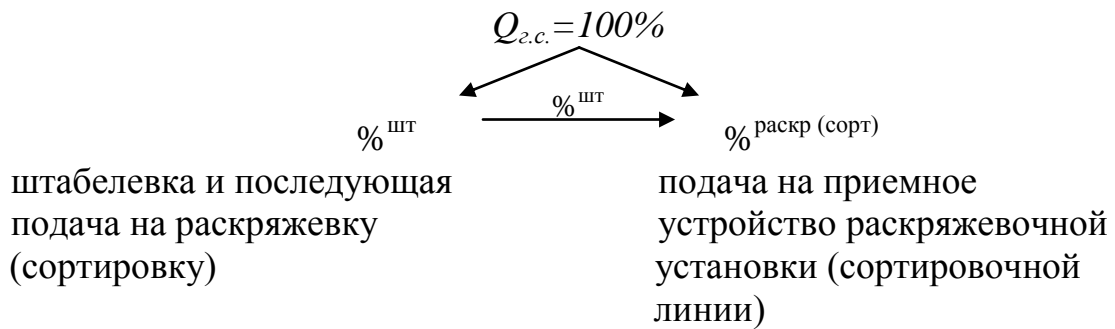 Qг.с.=100%
%шт
%шт %раскр (сорт)
штабелевка и последующая
подача на раскряжевку
(сортировку)
подача на приемное
устройство раскряжевочной
установки (сортировочной
линии)